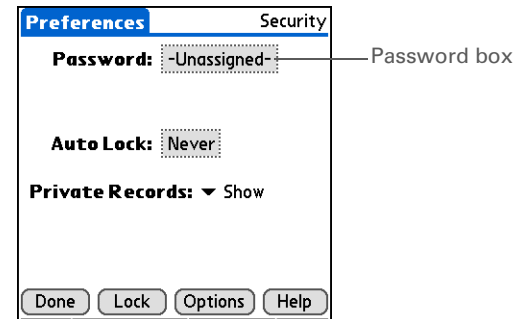 Preferences Security
Password: -Unassigned- Password box
Auto Lock: Never
Private Records: Show
Done Lock Options Help